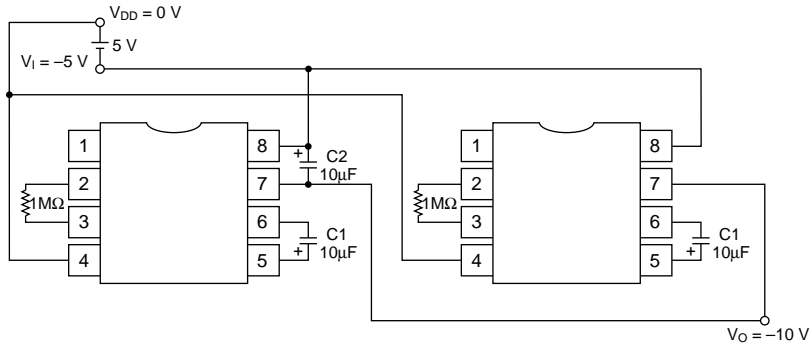 V_DD = 0 V
5 V
V_I = –5 V
1 8 1 8
+ C2
2 7 10µF 2 7
1MΩ 1MΩ
3 6 3 6
C1 C1
+ 10µF + 10µF
4 5 4 5
V_O = –10 V